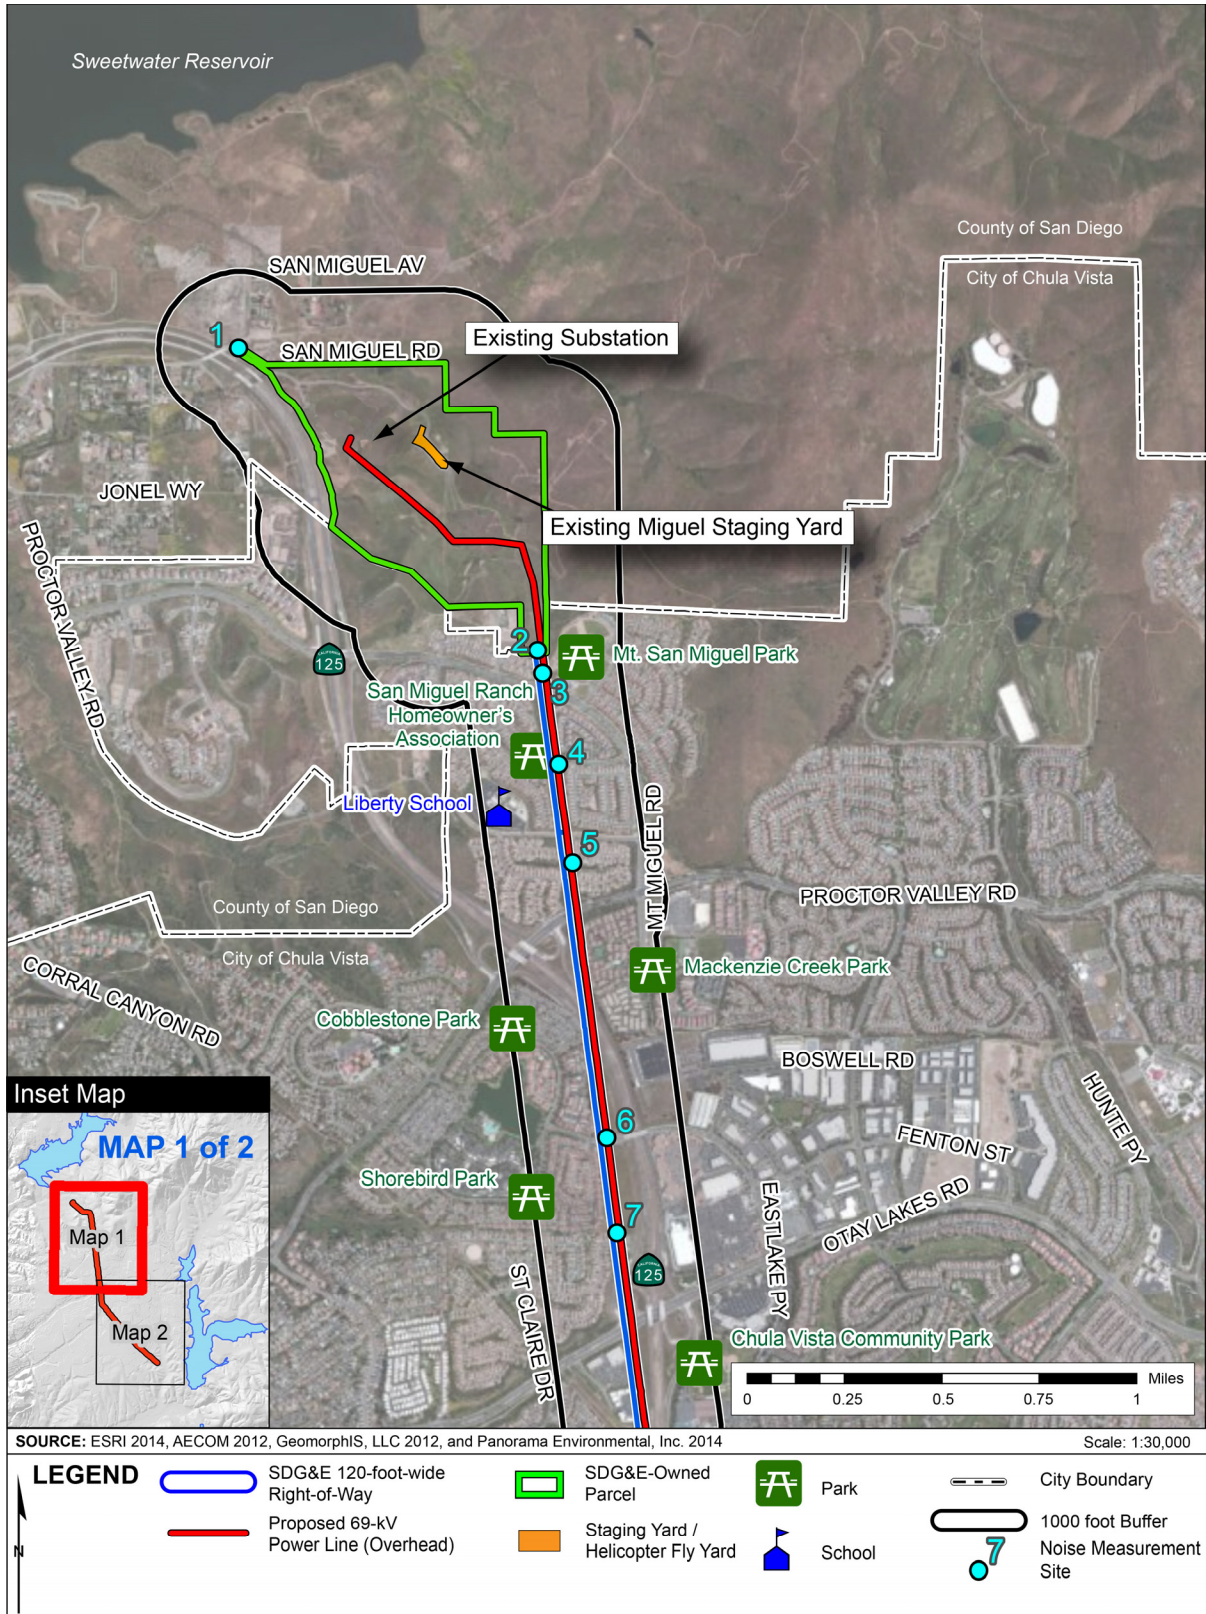 Sweetwater Reservoir
County of San Diego
City of Chula Vista
SAN MIGUEL AV
1
SAN MIGUEL RD
Existing Substation
JONEL WY
Existing Miguel Staging Yard
PROCTOR VALLEY RD
2
Mt. San Miguel Park
CALIFORNIA
125
3
San Miguel Ranch
Homeowner's
Association
4
Liberty School
5
MT MIGUEL RD
PROCTOR VALLEY RD
County of San Diego
City of Chula Vista
CORRAL CANYON RD
Mackenzie Creek Park
Cobblestone Park
BOSWELL RD
HUNTE PY
6
FENTON ST
Shorebird Park
OTAY LAKES RD
EASTLAKE PY
7
CALIFORNIA
125
ST CLAIRE DR
Chula Vista Community Park
Inset Map
MAP 1 of 2
Map 1
Map 2
Miles
0 0.25 0.5 0.75 1
SOURCE: ESRI 2014, AECOM 2012, GeomorphIS, LLC 2012, and Panorama Environmental, Inc. 2014
Scale: 1:30,000
LEGEND
N
SDG&E 120-foot-wide
Right-of-Way
Proposed 69-kV
Power Line (Overhead)
SDG&E-Owned
Parcel
Staging Yard /
Helicopter Fly Yard
Park
School
City Boundary
1000 foot Buffer
7
Noise Measurement
Site